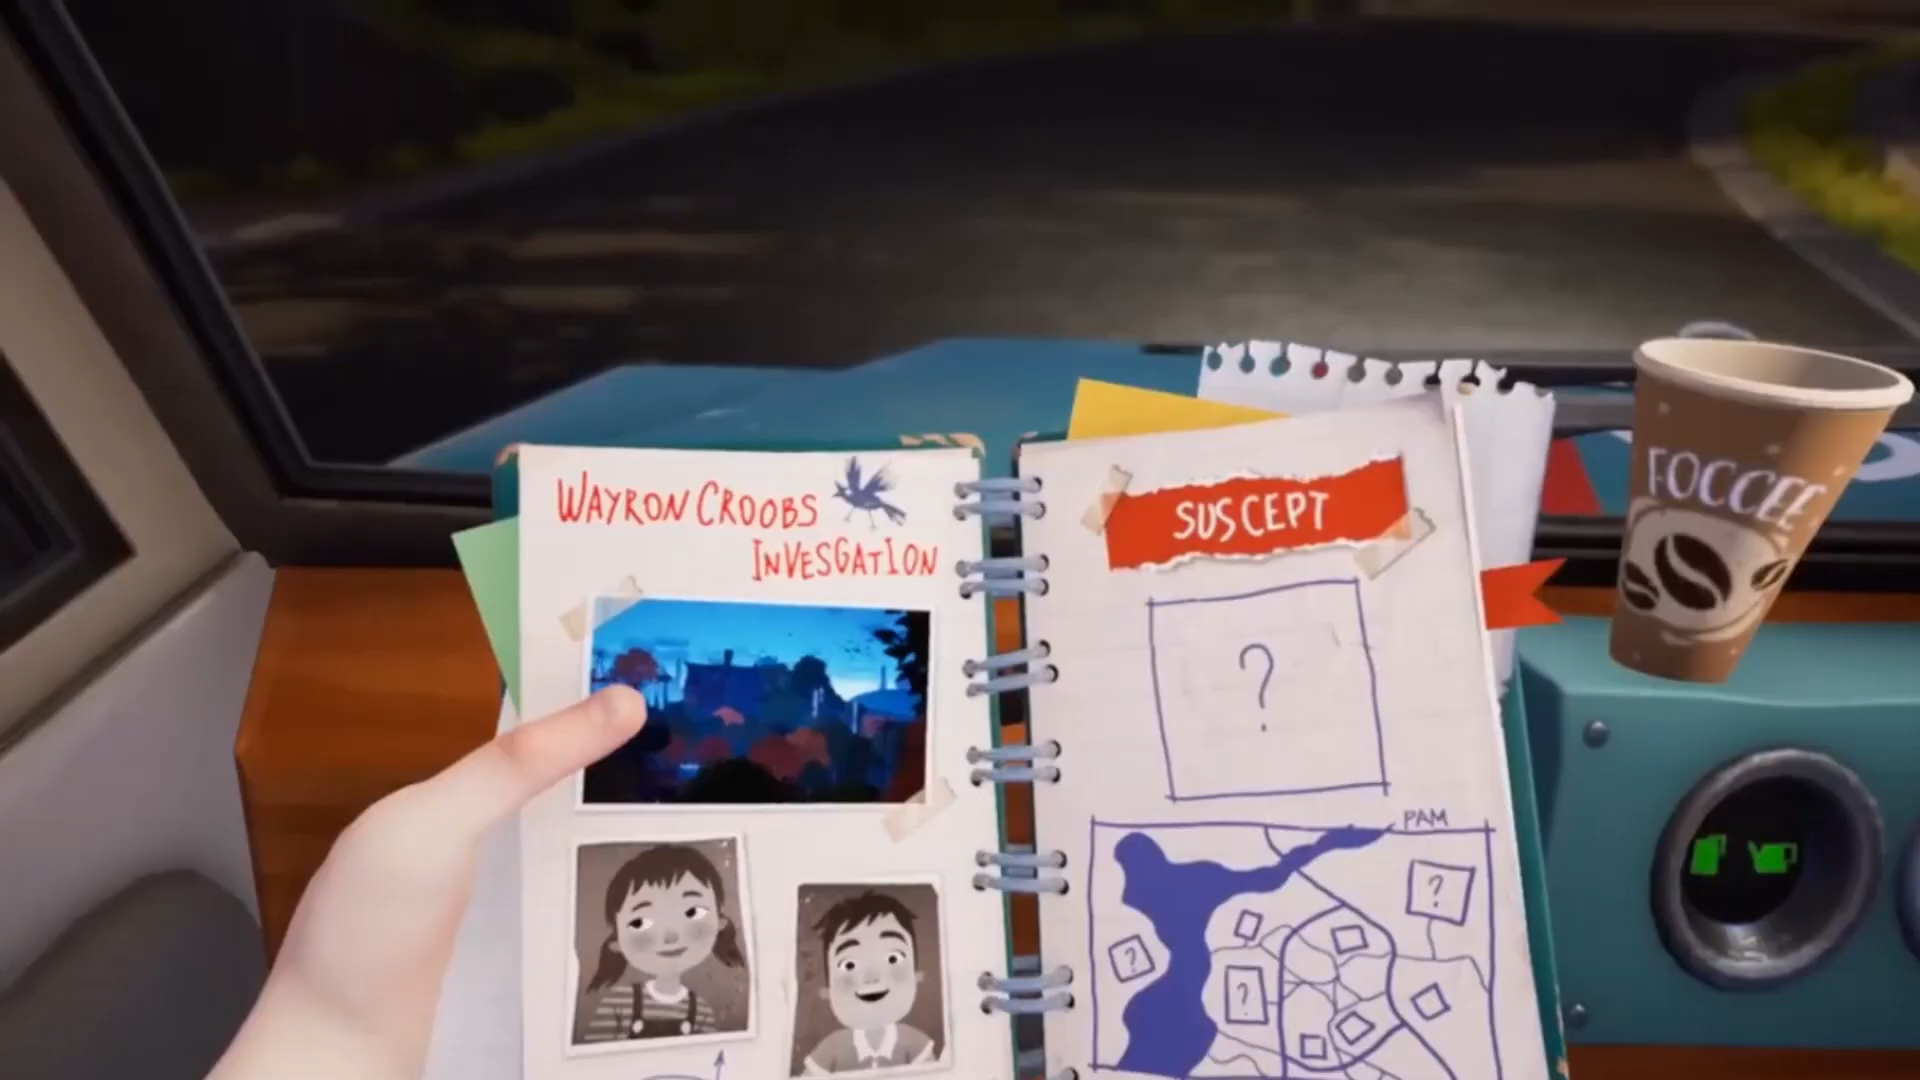 WAYRON CROOBS
INVESGATION
SUSCEPT
?
PAM
?
?
?
FOCCEE